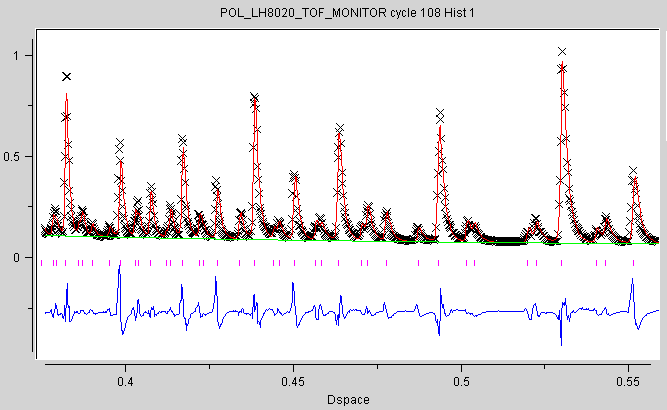 POL_LH8020_TOF_MONITOR cycle 108 Hist 1
1
0.5
0
0.4 0.45 0.5 0.55
Dspace